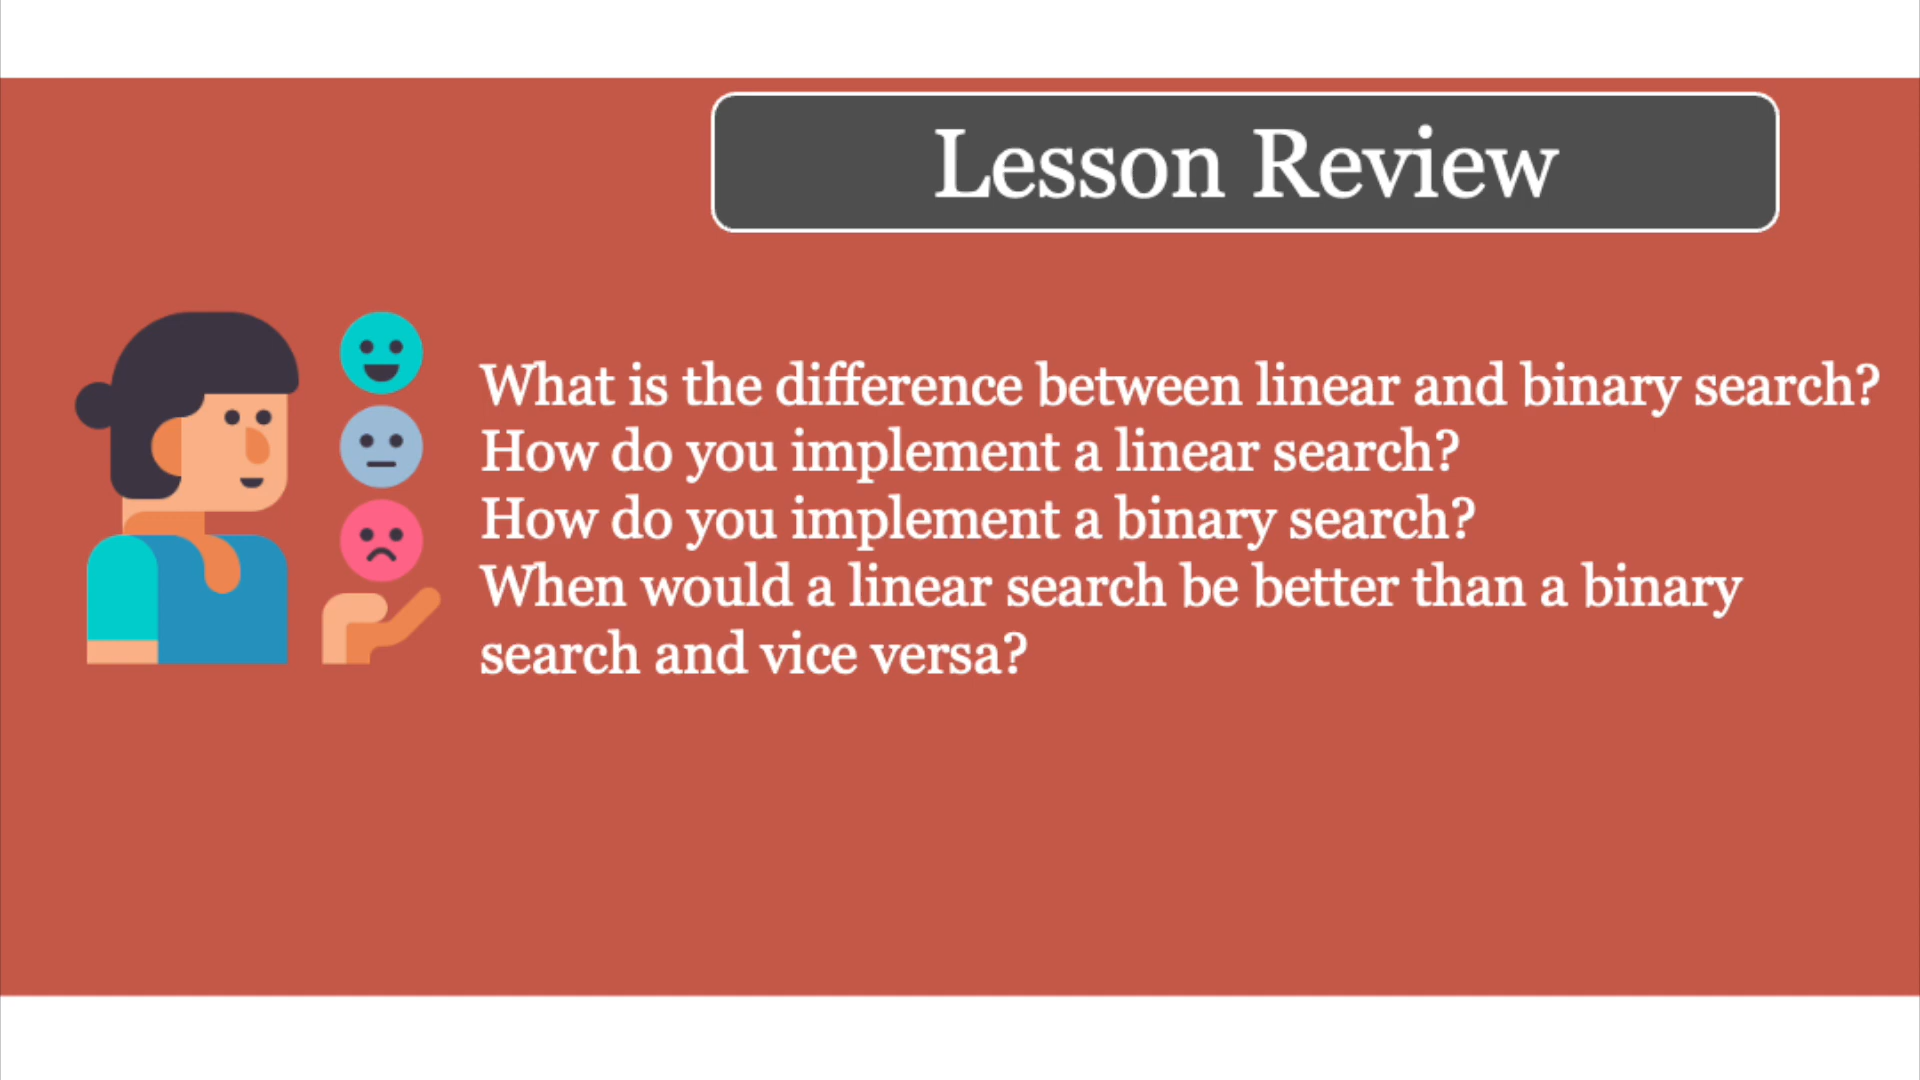 Lesson Review
What is the difference between linear and binary search?
How do you implement a linear search?
How do you implement a binary search?
When would a linear search be better than a binary
search and vice versa?